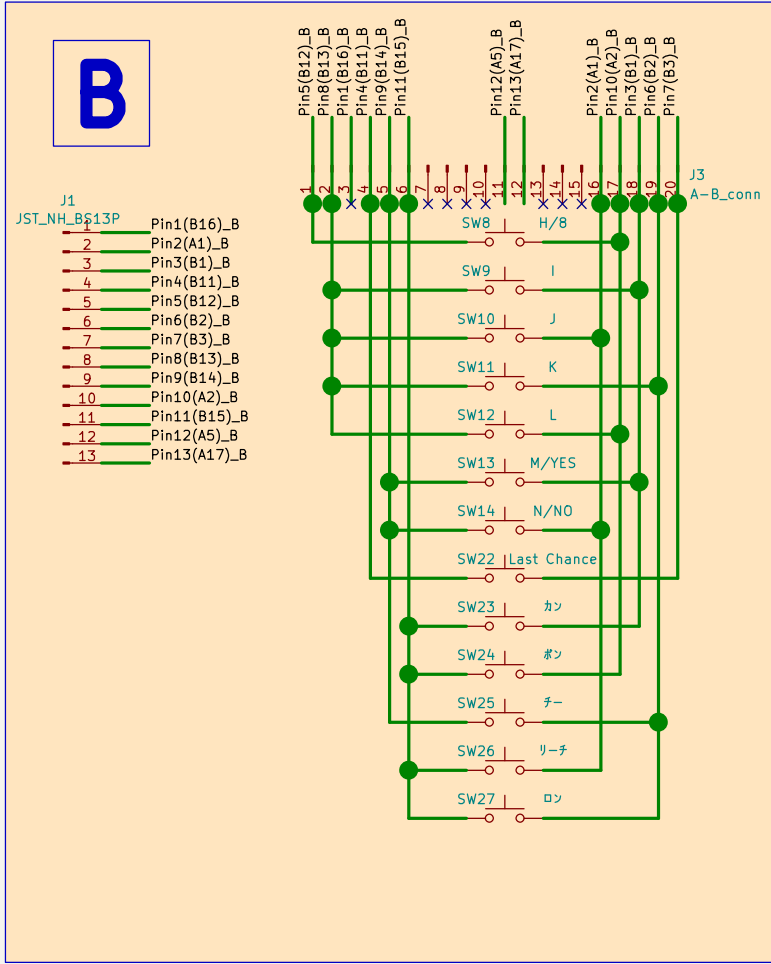 B
Pin5(B12)_B
Pin8(B13)_B
Pin1(B16)_B
Pin4(B11)_B
Pin9(B14)_B
Pin11(B15)_B
Pin12(A5)_B
Pin13(A17)_B
Pin2(A1)_B
Pin10(A2)_B
Pin3(B1)_B
Pin6(B2)_B
Pin7(B3)_B
1
2
3
4
5
6
7
8
9
10
11
12
13
14
15
16
17
18
19
20
J3
A-B_conn
J1
JST_NH_BS13P
1 Pin1(B16)_B
2 Pin2(A1)_B
3 Pin3(B1)_B
4 Pin4(B11)_B
5 Pin5(B12)_B
6 Pin6(B2)_B
7 Pin7(B3)_B
8 Pin8(B13)_B
9 Pin9(B14)_B
10 Pin10(A2)_B
11 Pin11(B15)_B
12 Pin12(A5)_B
13 Pin13(A17)_B
SW8 H/8
SW9 I
SW10 J
SW11 K
SW12 L
SW13 M/YES
SW14 N/NO
SW22 Last Chance
SW23 カン
SW24 ポン
SW25 チー
SW26 リーチ
SW27 ロン